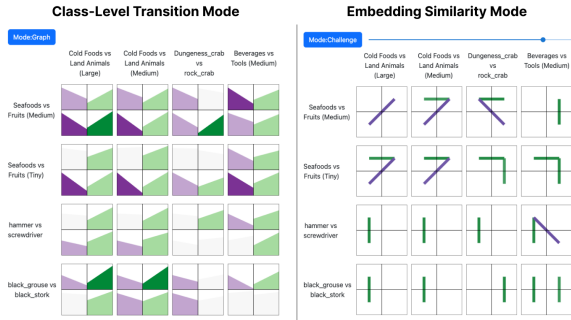 Class-Level Transition Mode
Mode:Graph
Cold Foods vs
Land Animals
(Large)
Cold Foods vs
Land Animals
(Medium)
Dungeness_crab
vs
rock_crab
Beverages vs
Tools (Medium)
Seafoods vs
Fruits (Medium)
Seafoods vs
Fruits (Tiny)
hammer vs
screwdriver
black_grouse vs
black_stork
Embedding Similarity Mode
Mode:Challenge
Cold Foods vs
Land Animals
(Large)
Cold Foods vs
Land Animals
(Medium)
Dungeness_crab
vs
rock_crab
Beverages vs
Tools (Medium)
Seafoods vs
Fruits (Medium)
Seafoods vs
Fruits (Tiny)
hammer vs
screwdriver
black_grouse vs
black_stork